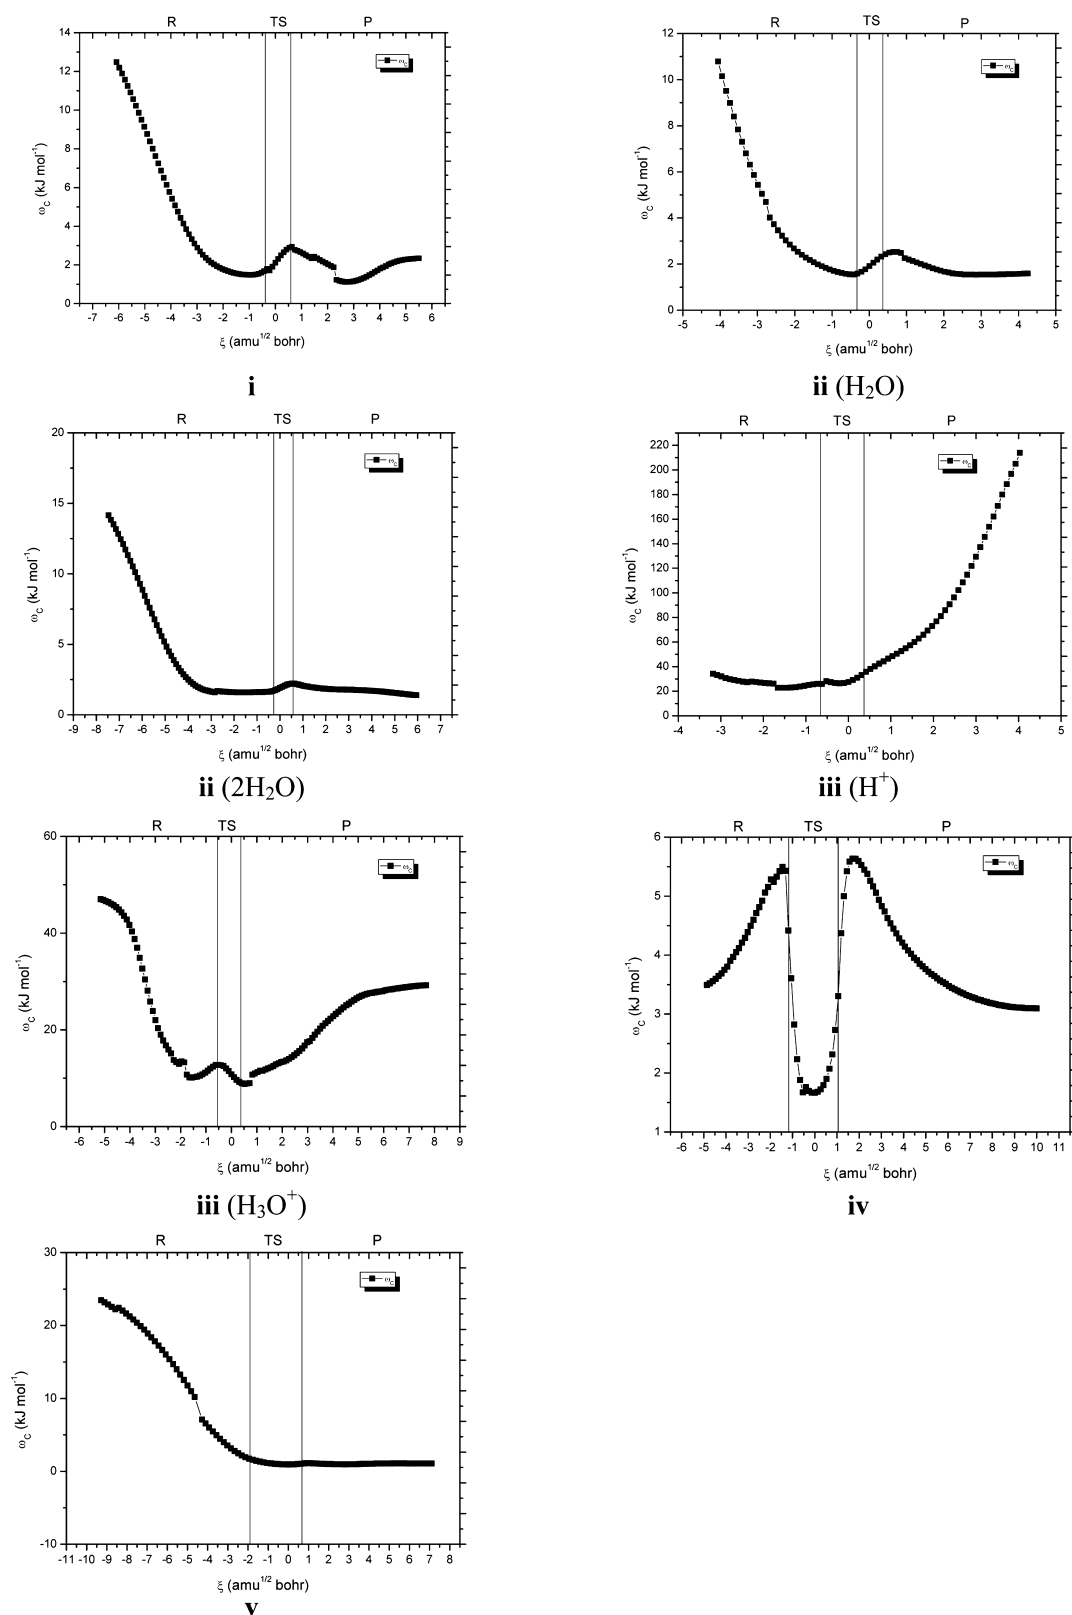 R TS P
R TS P
14
12
10
8
6
4
2
0
ω_C (kJ mol⁻¹)
ω_C
-7 -6 -5 -4 -3 -2 -1 0 1 2 3 4 5 6
ξ (amu^1/2 bohr)
i
12
10
8
6
4
2
0
ω_C (kJ mol⁻¹)
ω_C
-5 -4 -3 -2 -1 0 1 2 3 4 5
ξ (amu^1/2 bohr)
ii (H₂O)
R TS P
20
15
10
5
0
ω_C (kJ mol⁻¹)
ω_C
-9 -8 -7 -6 -5 -4 -3 -2 -1 0 1 2 3 4 5 6 7
ξ (amu^1/2 bohr)
ii (2H₂O)
R TS P
220
200
180
160
140
120
100
80
60
40
20
0
ω_C (kJ mol⁻¹)
ω_C
-4 -3 -2 -1 0 1 2 3 4 5
ξ (amu^1/2 bohr)
iii (H⁺)
R TS P
60
40
20
0
ω_C (kJ mol⁻¹)
ω_C
-6 -5 -4 -3 -2 -1 0 1 2 3 4 5 6 7 8 9
ξ (amu^1/2 bohr)
iii (H₃O⁺)
R TS P
6
5
4
3
2
1
ω_C (kJ mol⁻¹)
ω_C
-6 -5 -4 -3 -2 -1 0 1 2 3 4 5 6 7 8 9 10 11
ξ (amu^1/2 bohr)
iv
R TS P
30
20
10
0
-10
ω_C (kJ mol⁻¹)
ω_C
-11 -10 -9 -8 -7 -6 -5 -4 -3 -2 -1 0 1 2 3 4 5 6 7 8
ξ (amu^1/2 bohr)
v